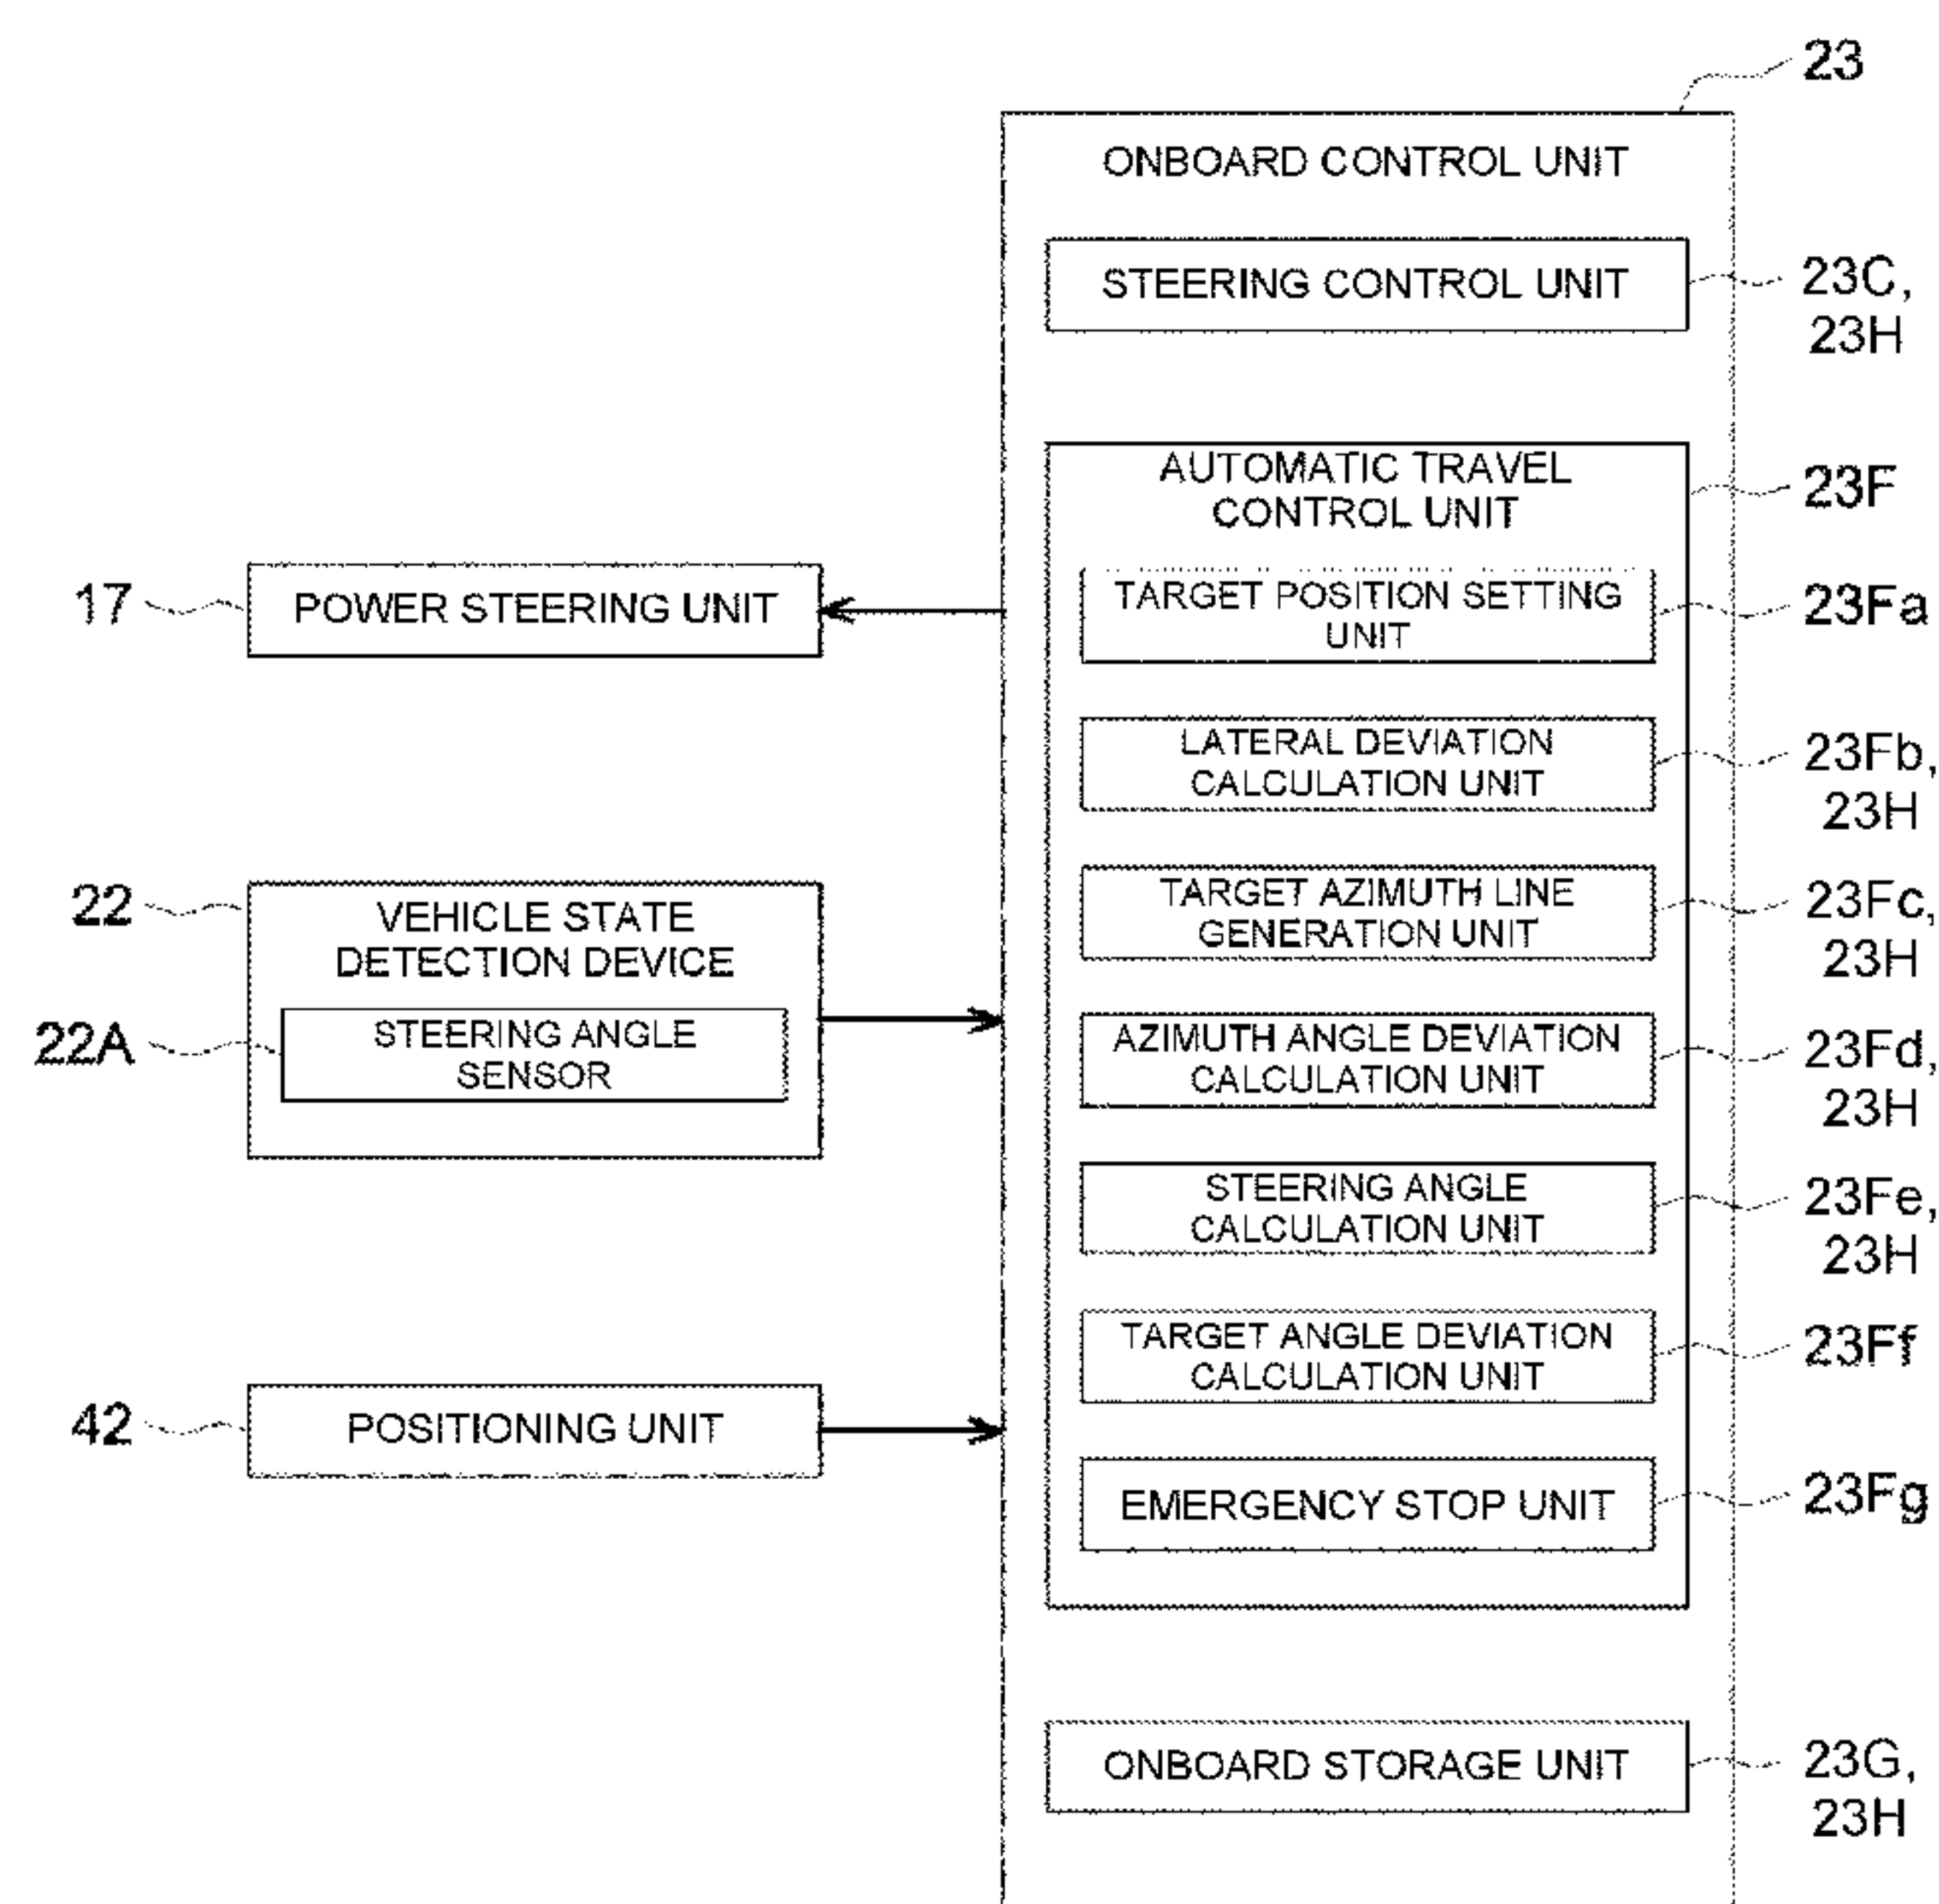 23
ONBOARD CONTROL UNIT
STEERING CONTROL UNIT
23C,
23H
AUTOMATIC TRAVEL
CONTROL UNIT
23F
17
POWER STEERING UNIT
TARGET POSITION SETTING
UNIT
23Fa
LATERAL DEVIATION
CALCULATION UNIT
23Fb,
23H
22
VEHICLE STATE
DETECTION DEVICE
TARGET AZIMUTH LINE
GENERATION UNIT
23Fc,
23H
22A
STEERING ANGLE
SENSOR
AZIMUTH ANGLE DEVIATION
CALCULATION UNIT
23Fd,
23H
STEERING ANGLE
CALCULATION UNIT
23Fe,
23H
TARGET ANGLE DEVIATION
CALCULATION UNIT
23Ff
42
POSITIONING UNIT
EMERGENCY STOP UNIT
23Fg
ONBOARD STORAGE UNIT
23G,
23H